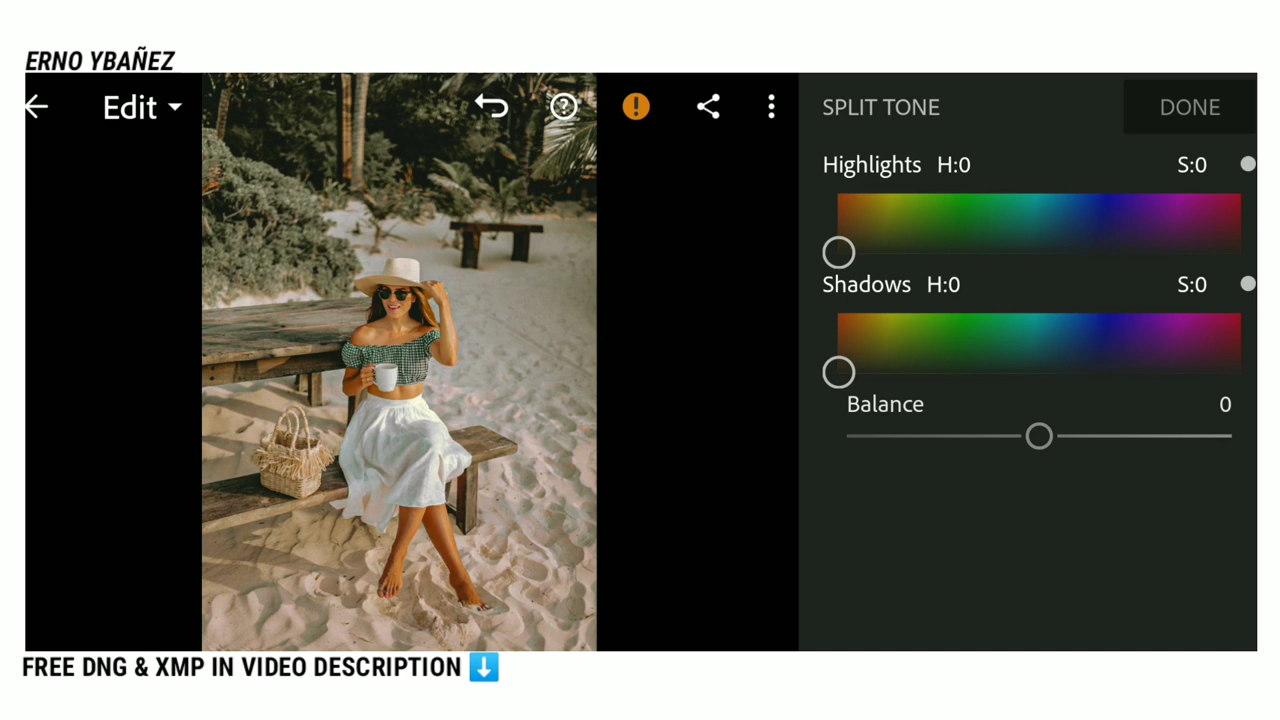 ERNO YBAÑEZ
Edit
SPLIT TONE
DONE
Highlights H:0 S:0
Shadows H:0 S:0
Balance 0
FREE DNG & XMP IN VIDEO DESCRIPTION ⬇️